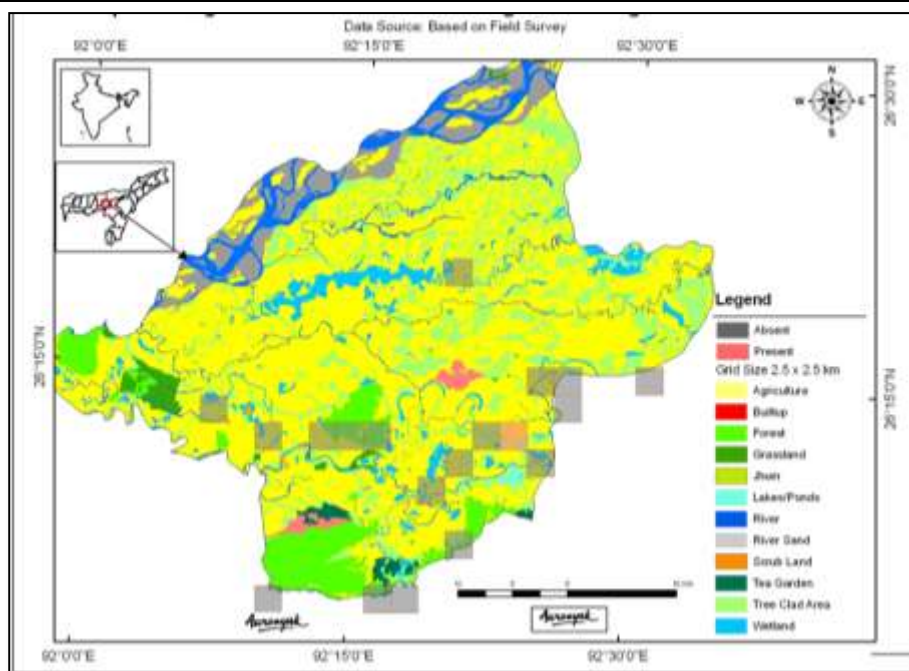 Data Source: Based on Field Survey
92°0'0"E 92°15'0"E 92°30'0"E
N
W E
S
26°30'0"N
26°15'0"N
26°15'0"N
Legend
Absent
Present
Grid Size 2.5 x 2.5 km
Agriculture
Builtup
Forest
Grassland
Jhum
Lakes/Ponds
River
River Sand
Scrub Land
Tea Garden
Tree Clad Area
Wetland
Aaranyak
Aaranyak
92°0'0"E 92°15'0"E 92°30'0"E